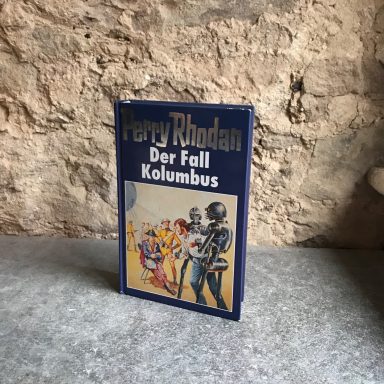 Perry Rhodan
Der Fall
Kolumbus